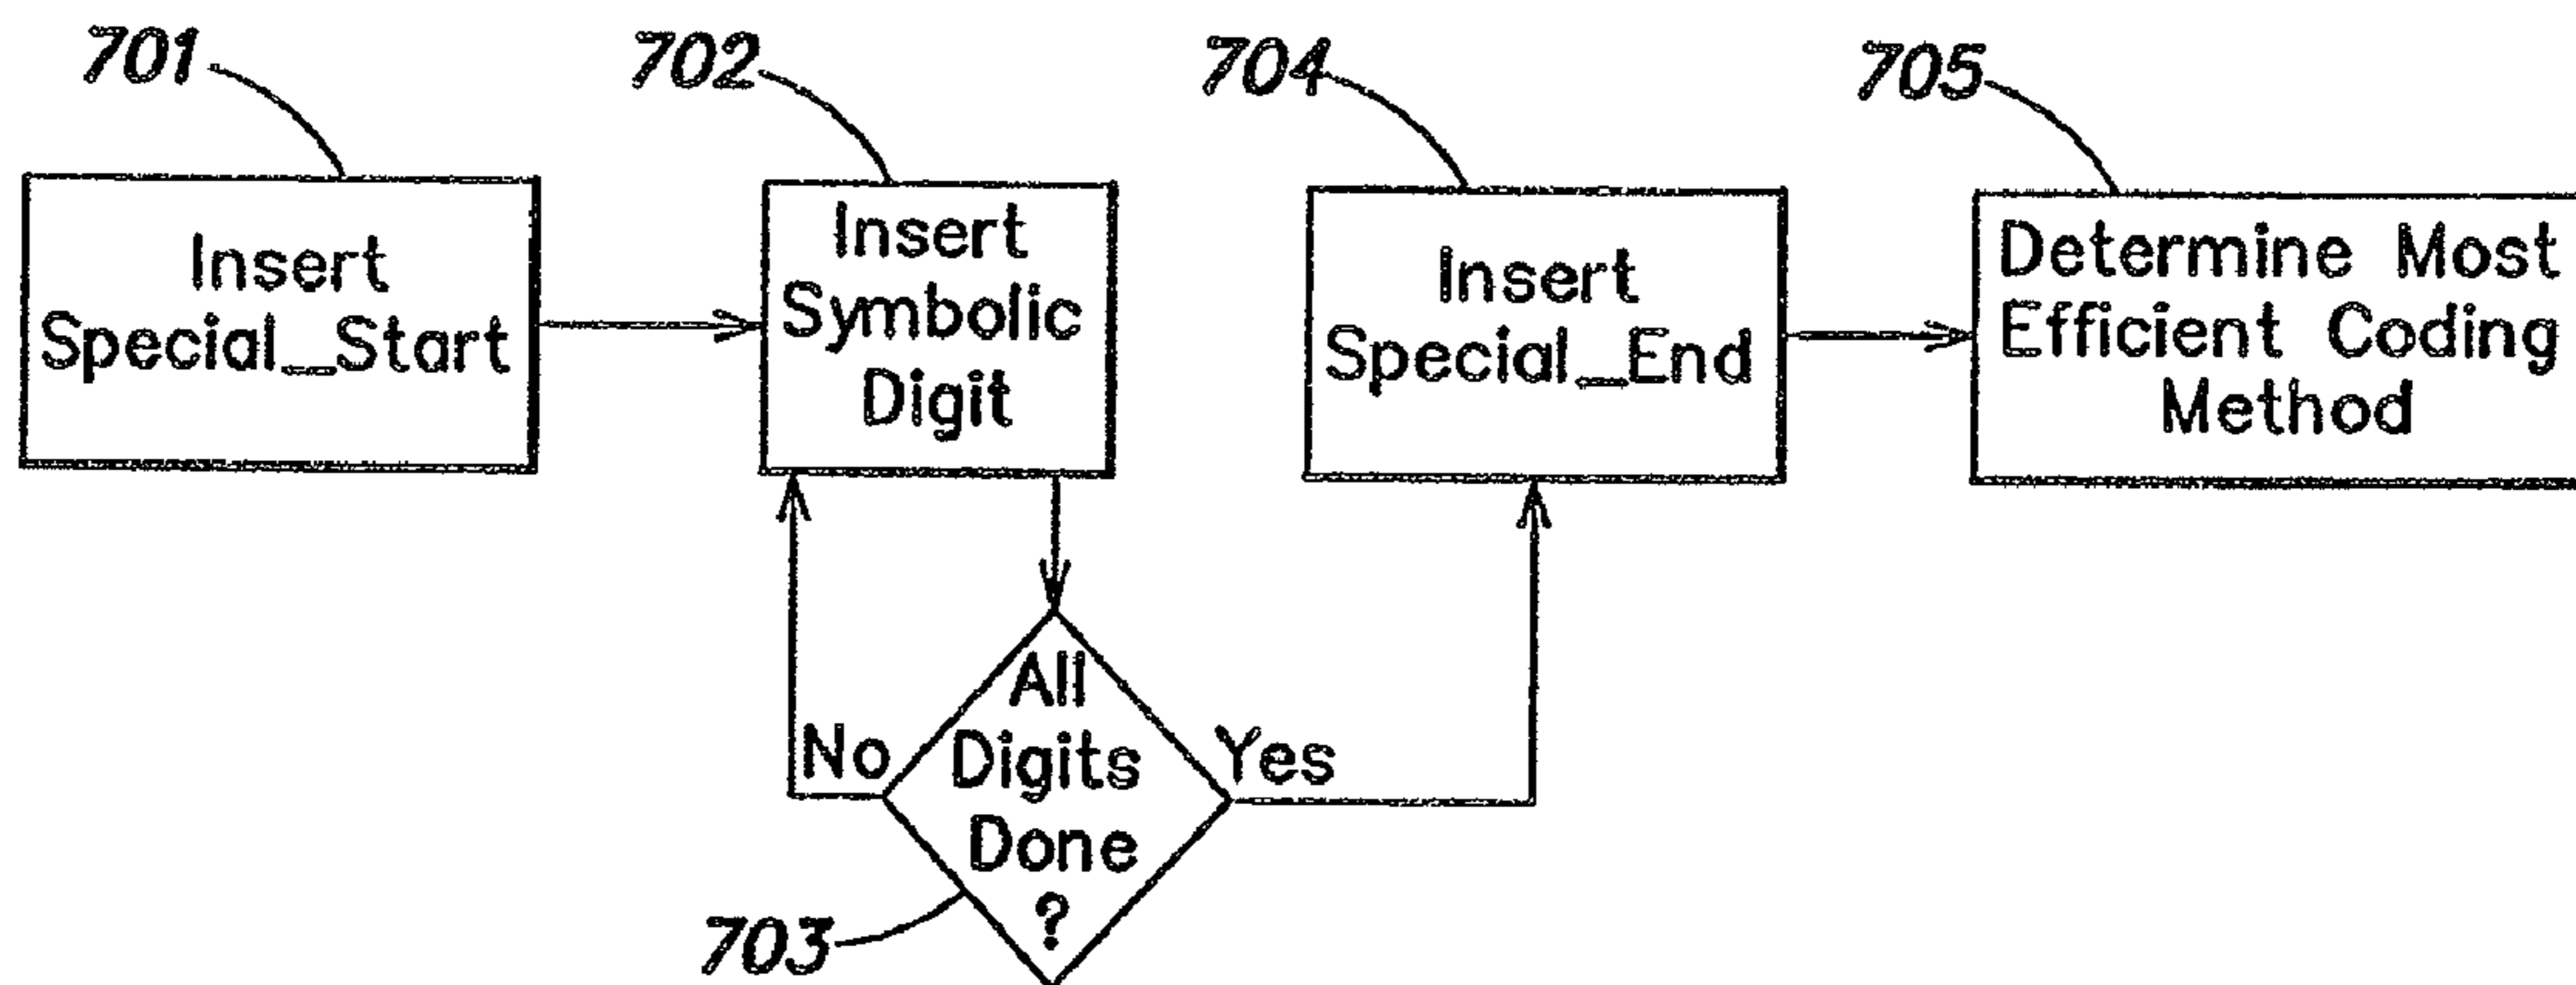 701
702
704
705
Insert
Special_Start
Insert
Symbolic
Digit
Insert
Special_End
Determine Most
Efficient Coding
Method
No
All
Digits
Done
?
Yes
703